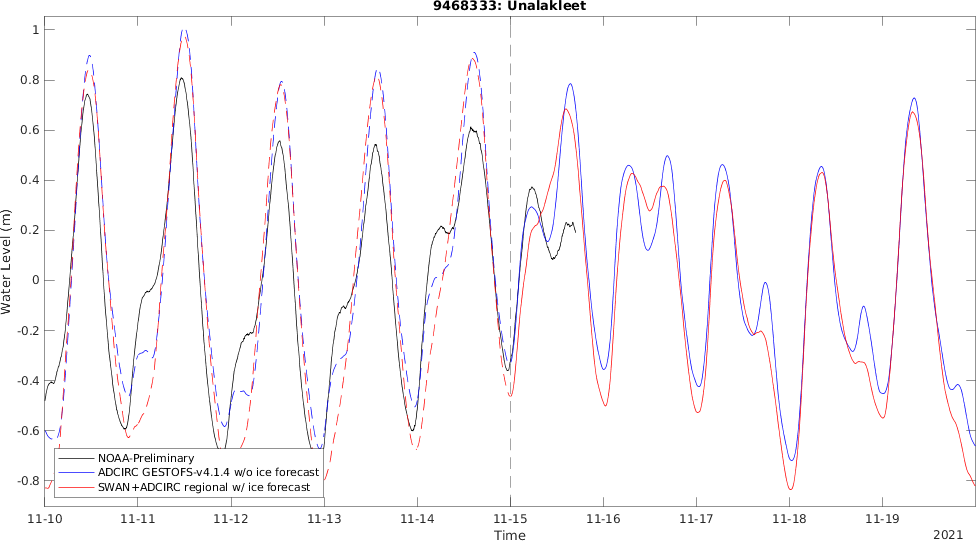 9468333: Unalakleet
Water Level (m)
1
0.8
0.6
0.4
0.2
0
-0.2
-0.4
-0.6
-0.8
NOAA-Preliminary
ADCIRC GESTOFS-v4.1.4 w/o ice forecast
SWAN+ADCIRC regional w/ ice forecast
11-10 11-11 11-12 11-13 11-14 11-15 11-16 11-17 11-18 11-19
Time
2021